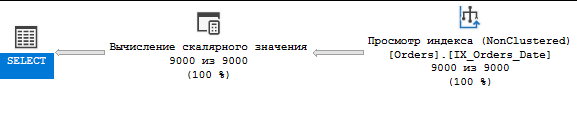 SELECT
Вычисление скалярного значения
9000 из 9000
(100 %)
Просмотр индекса (NonClustered)
[Orders].[IX_Orders_Date]
9000 из 9000
(100 %)